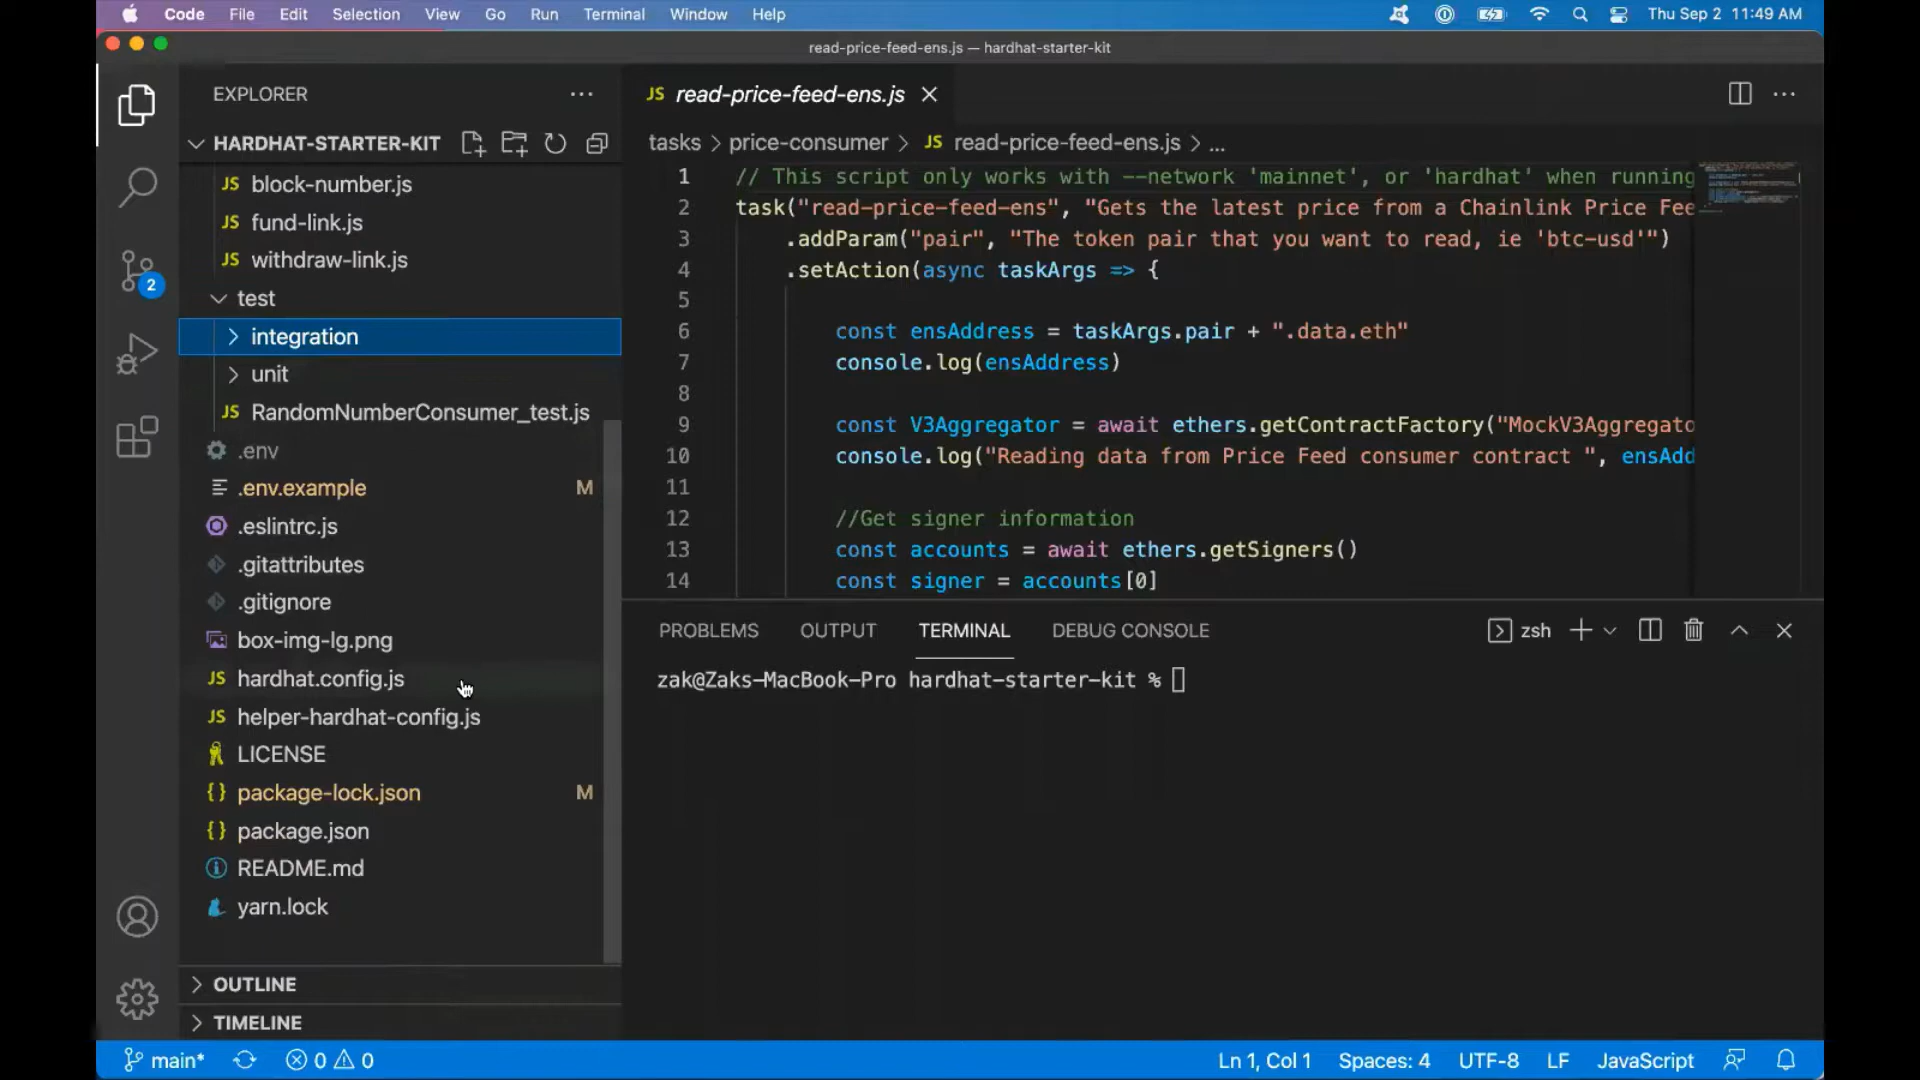 Code File Edit Selection View Go Run Terminal Window Help Thu Sep 2 11:49 AM
read-price-feed-ens.js — hardhat-starter-kit
EXPLORER
HARDHAT-STARTER-KIT
JS block-number.js
JS fund-link.js
JS withdraw-link.js
test
integration
unit
JS RandomNumberConsumer_test.js
.env
.env.example M
.eslintrc.js
.gitattributes
.gitignore
box-img-lg.png
JS hardhat.config.js
JS helper-hardhat-config.js
LICENSE
{} package-lock.json M
{} package.json
README.md
yarn.lock
OUTLINE
TIMELINE
2
JS read-price-feed-ens.js
tasks > price-consumer > JS read-price-feed-ens.js > ...
1 // This script only works with --network 'mainnet', or 'hardhat' when running
2 task("read-price-feed-ens", "Gets the latest price from a Chainlink Price Fee
3 .addParam("pair", "The token pair that you want to read, ie 'btc-usd'")
4 .setAction(async taskArgs => {
5
6 const ensAddress = taskArgs.pair + ".data.eth"
7 console.log(ensAddress)
8
9 const V3Aggregator = await ethers.getContractFactory("MockV3Aggregato
10 console.log("Reading data from Price Feed consumer contract ", ensAdd
11
12 //Get signer information
13 const accounts = await ethers.getSigners()
14 const signer = accounts[0]
PROBLEMS OUTPUT TERMINAL DEBUG CONSOLE zsh
zak@Zaks-MacBook-Pro hardhat-starter-kit %
main* 0 0 Ln 1, Col 1 Spaces: 4 UTF-8 LF JavaScript